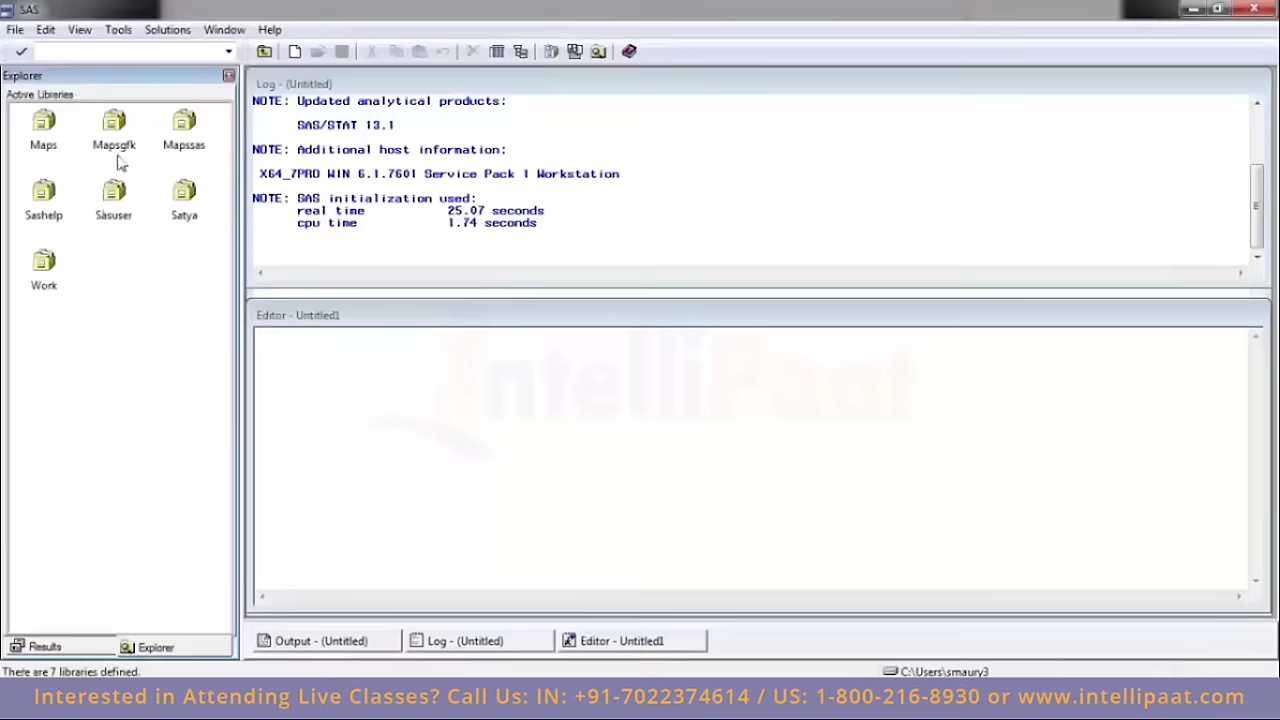 SAS
File Edit View Tools Solutions Window Help
Explorer
Active Libreries
Maps Mapsgfk Mapssas
Sashelp Sasuser Satya
Work
Log - (Untitled)
NOTE: Updated analytical products:
SAS/STAT 13.1
NOTE: Additional host information:
X64_7PRO WIN 6.1.7601 Service Pack 1 Workstation
NOTE: SAS initialization used:
real time 25.07 seconds
cpu time 1.74 seconds
Editor - Untitled1
IntelliPaat
Results Explorer
Output - (Untitled) Log - (Untitled) Editor - Untitled1
There are 7 libraries defined. C:\Users\smaury3
Interested in Attending Live Classes? Call Us: IN: +91-7022374614 / US: 1-800-216-8930 or www.intellipaat.com